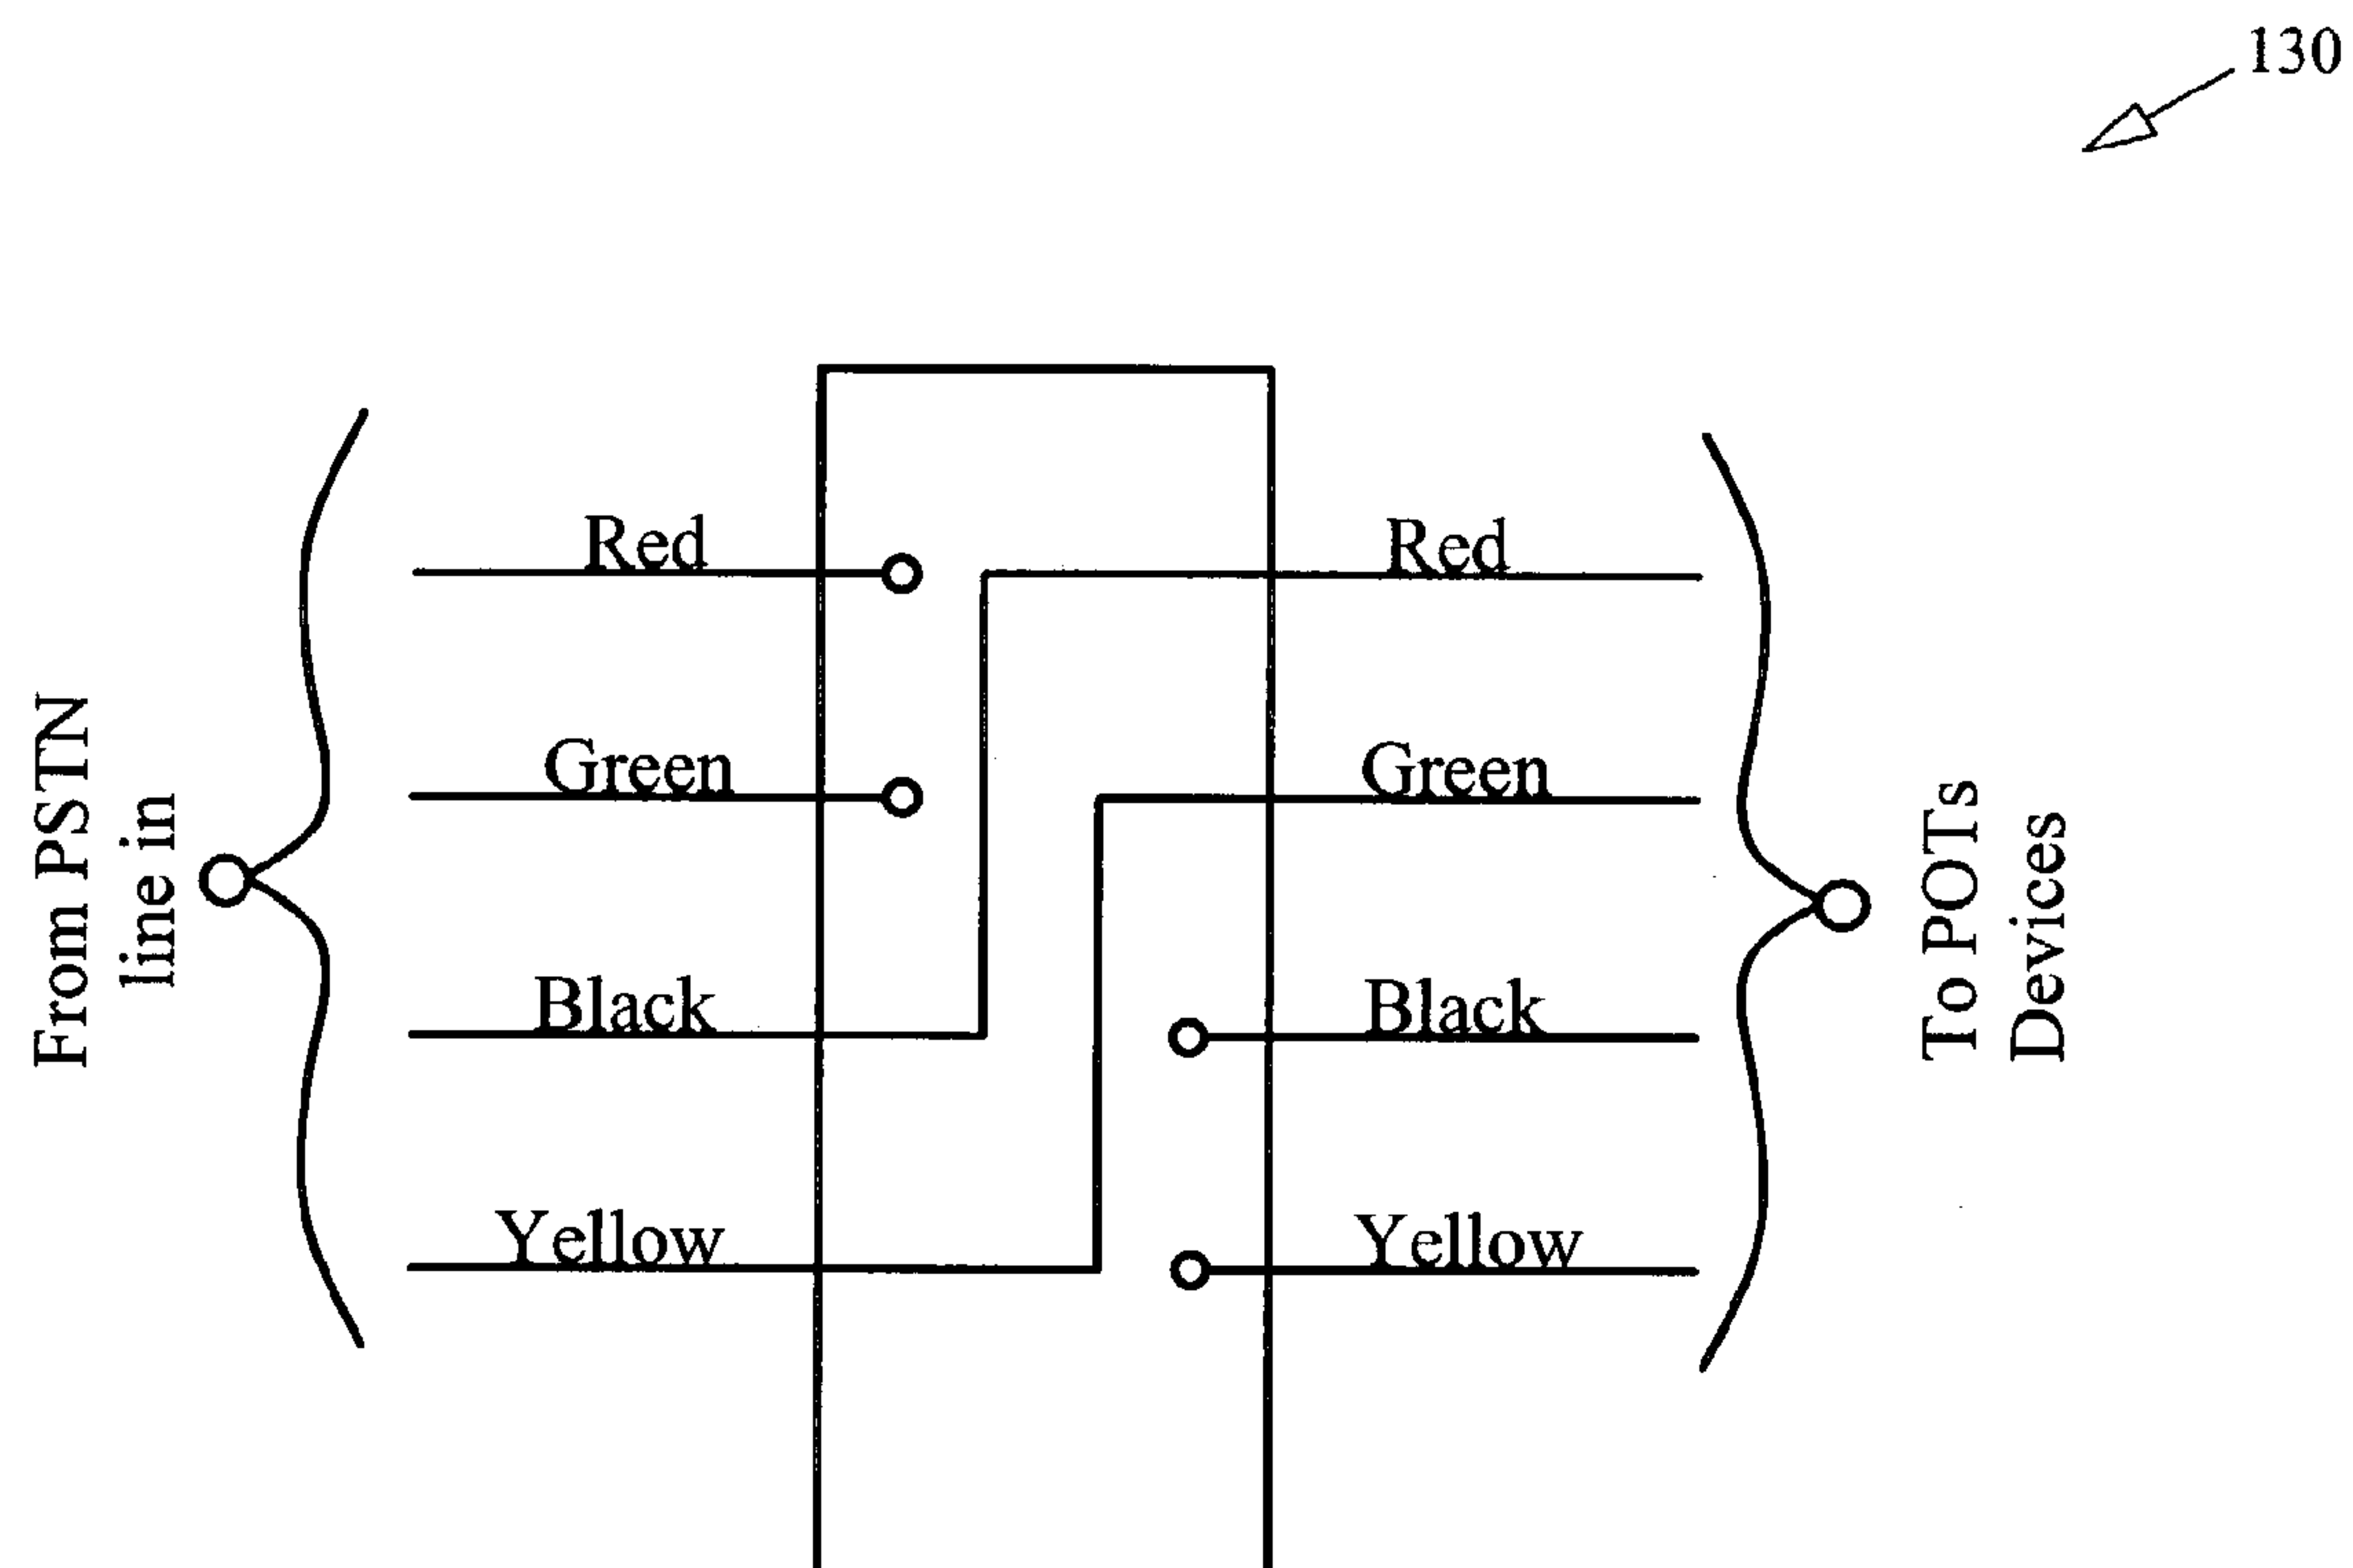 130
From PSTN
line in
Red
Red
Green
Green
Black
Black
Yellow
Yellow
To POTs
Devices